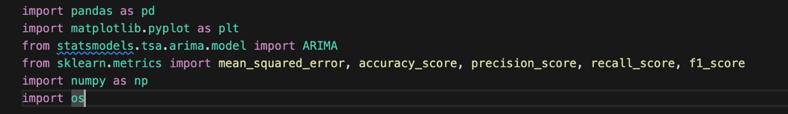 import pandas as pd
import matplotlib.pyplot as plt
from statsmodels.tsa.arima.model import ARIMA
from sklearn.metrics import mean_squared_error, accuracy_score, precision_score, recall_score, f1_score
import numpy as np
import os